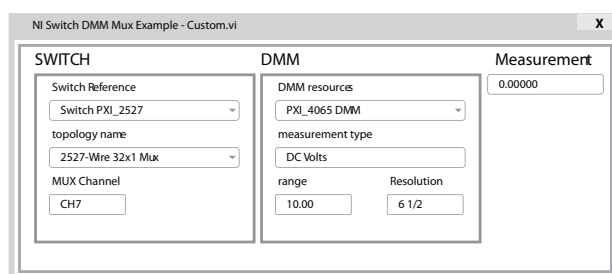 NI Switch DMM Mux Example - Custom.vi
X
SWITCH
Switch Reference
Switch PXI_2527
topology name
2527-Wire 32x1 Mux
MUX Channel
CH7
DMM
DMM resources
PXI_4065 DMM
measurement type
DC Volts
range
Resolution
10.00
6 1/2
Measurement
0.00000